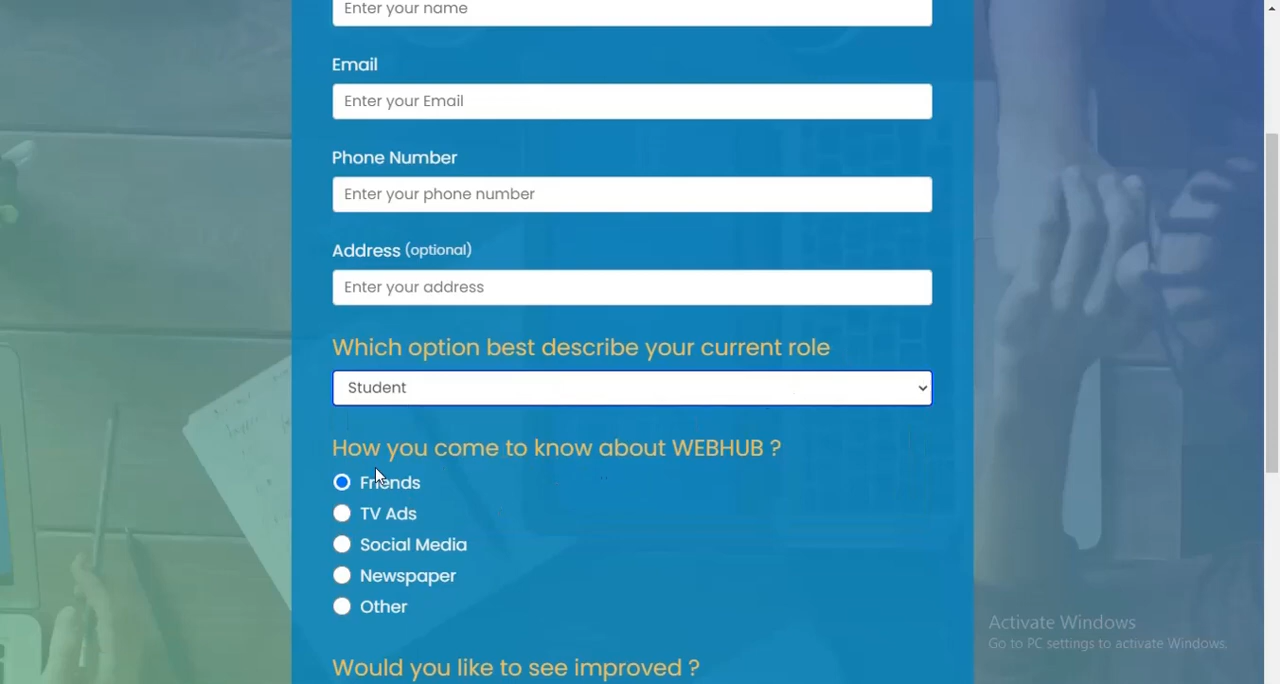 Enter your name
Email
Enter your Email
Phone Number
Enter your phone number
Address (optional)
Enter your address
Which option best describe your current role
Student
How you come to know about WEBHUB ?
Friends
TV Ads
Social Media
Newspaper
Other
Would you like to see improved ?
Activate Windows
Go to PC settings to activate Windows.